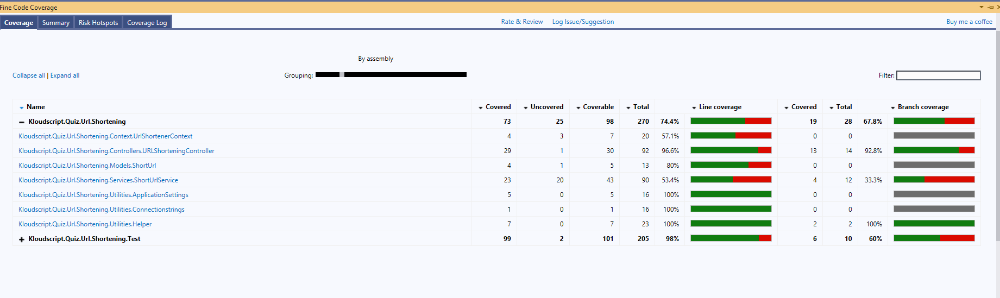 Fine Code Coverage
Coverage Summary Risk Hotspots Coverage Log Rate & Review Log Issue/Suggestion Buy me a coffee
By assembly
Collapse all | Expand all Grouping: Filter:
Name Covered Uncovered Coverable Total Line coverage Covered Total Branch coverage
Kloudscript.Quiz.Url.Shortening 73 25 98 270 74.4% 19 28 67.8%
Kloudscript.Quiz.Url.Shortening.Context.UrlShortenerContext 4 3 7 20 57.1% 0 0
Kloudscript.Quiz.Url.Shortening.Controllers.URLShorteningController 29 1 30 92 96.6% 13 14 92.8%
Kloudscript.Quiz.Url.Shortening.Models.ShortUrl 4 1 5 13 80% 0 0
Kloudscript.Quiz.Url.Shortening.Services.ShortUrlService 23 20 43 90 53.4% 4 12 33.3%
Kloudscript.Quiz.Url.Shortening.Utilities.ApplicationSettings 5 0 5 16 100% 0 0
Kloudscript.Quiz.Url.Shortening.Utilities.Connectionstrings 1 0 1 16 100% 0 0
Kloudscript.Quiz.Url.Shortening.Utilities.Helper 7 0 7 23 100% 2 2 100%
Kloudscript.Quiz.Url.Shortening.Test 99 2 101 205 98% 6 10 60%